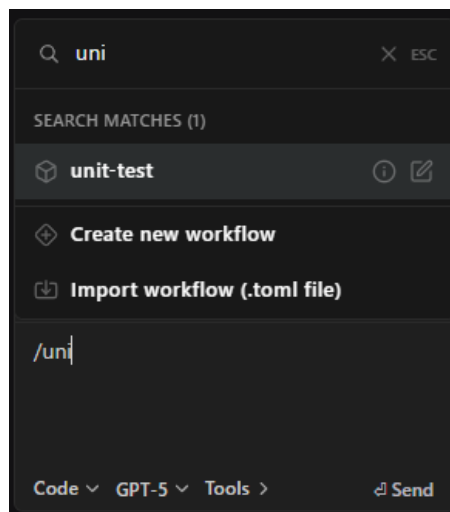 uni
ESC
SEARCH MATCHES (1)
unit-test
Create new workflow
Import workflow (.toml file)
/uni
Code GPT-5 Tools Send